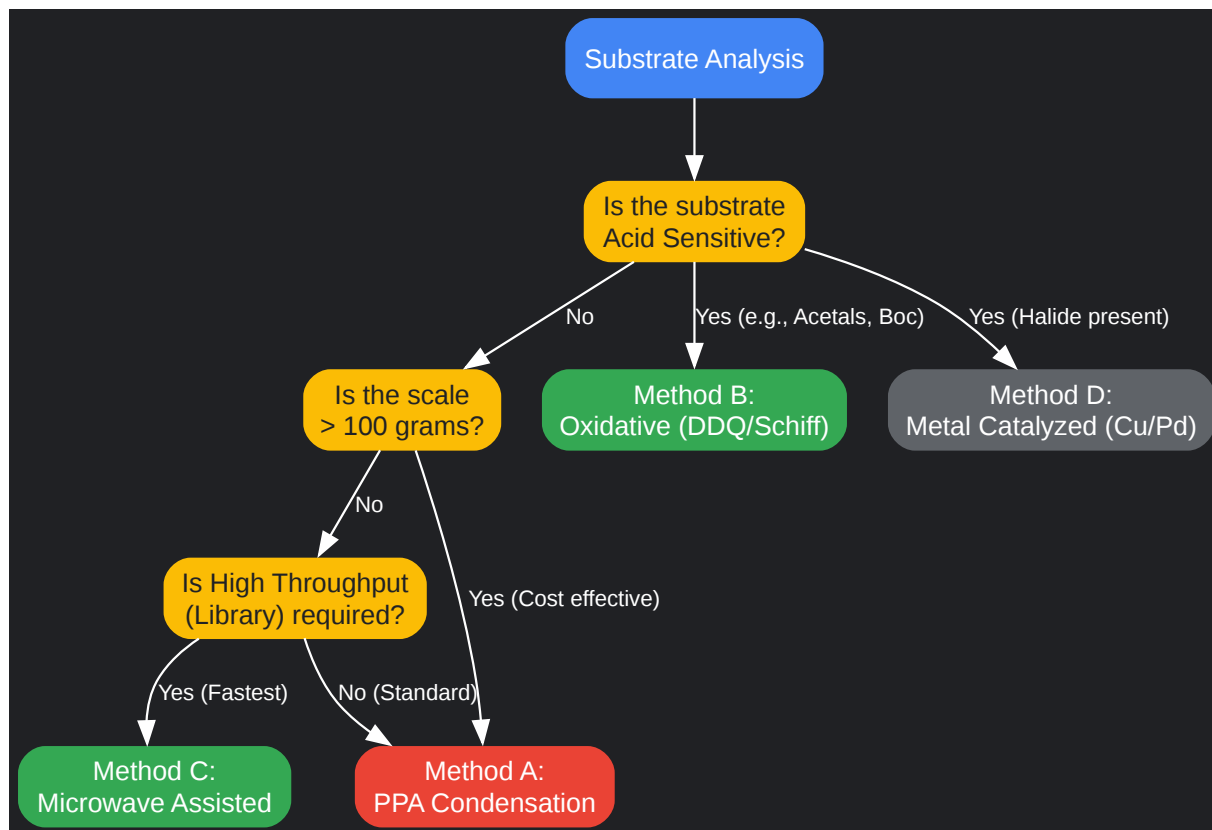 Substrate Analysis
Is the substrate
Acid Sensitive?
No
Yes (e.g., Acetals, Boc)
Yes (Halide present)
Is the scale
> 100 grams?
Method B:
Oxidative (DDQ/Schiff)
Method D:
Metal Catalyzed (Cu/Pd)
No
Is High Throughput
(Library) required?
Yes (Cost effective)
Yes (Fastest)
No (Standard)
Method C:
Microwave Assisted
Method A:
PPA Condensation